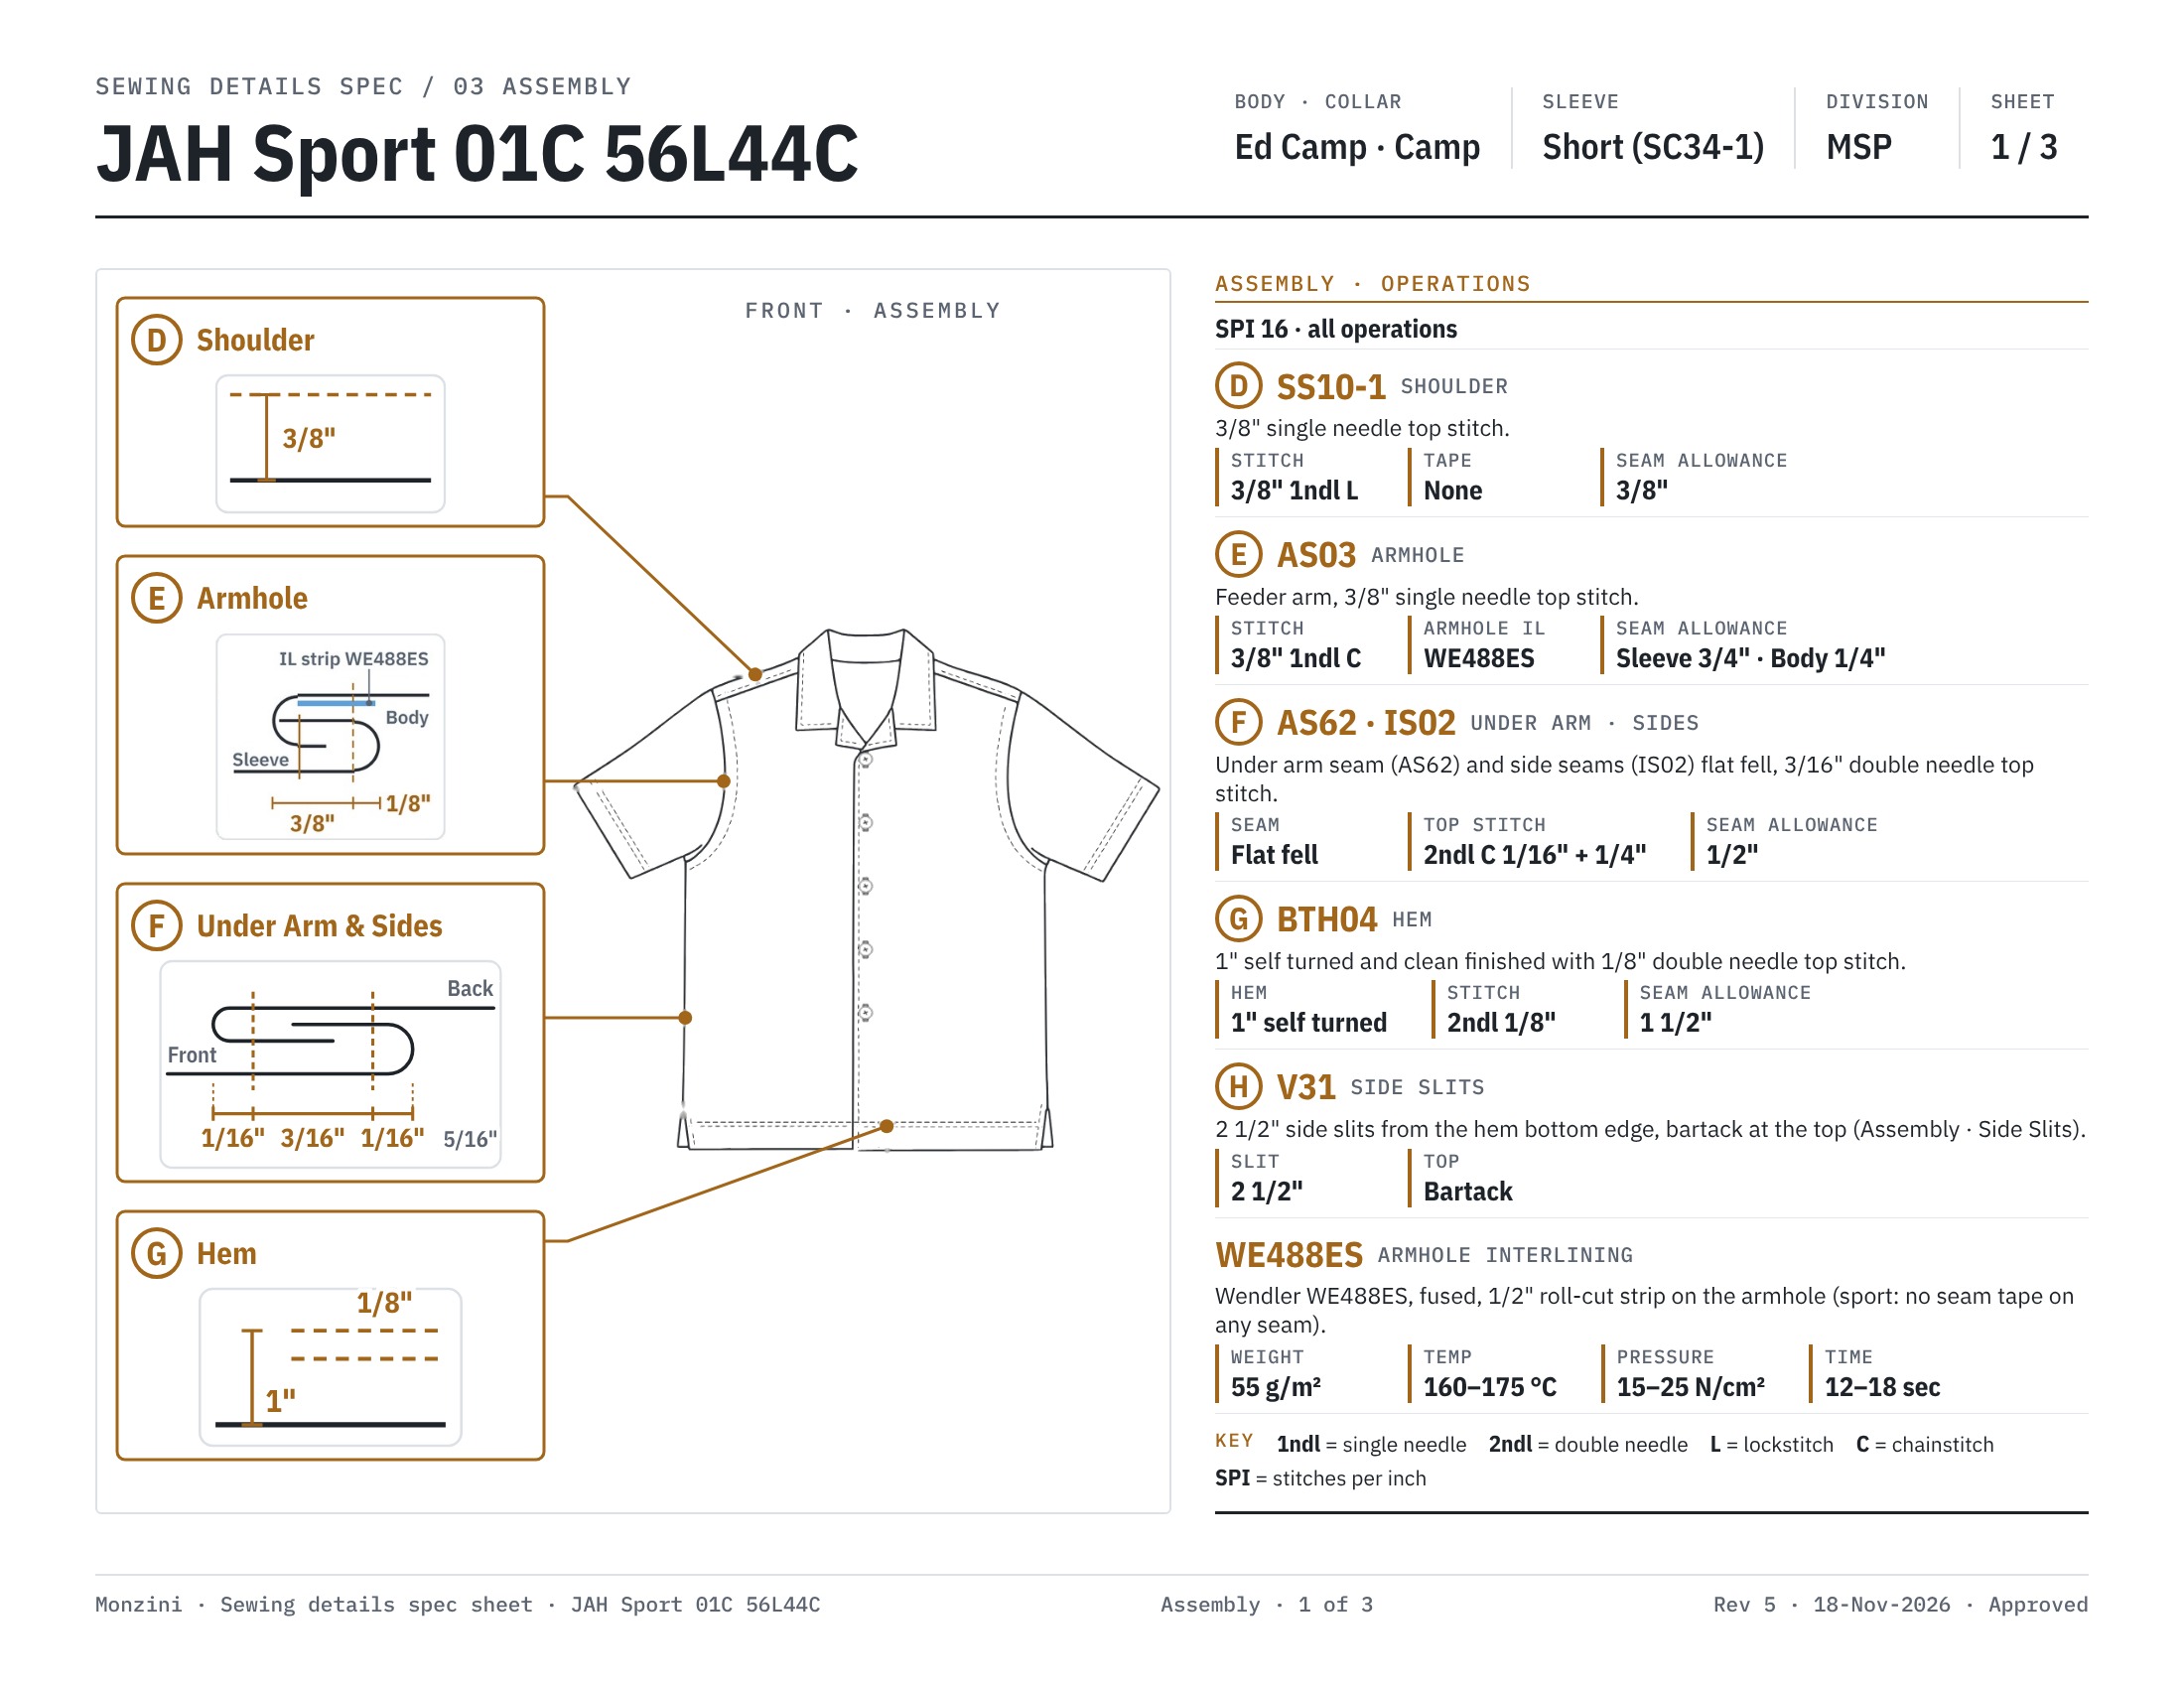 SEWING DETAILS SPEC / 03 ASSEMBLY
JAH Sport 01C 56L44C
BODY · COLLAR
Ed Camp · Camp
SLEEVE
Short (SC34-1)
DIVISION
MSP
SHEET
1 / 3
FRONT · ASSEMBLY
D Shoulder
3/8"
E Armhole
IL strip WE488ES
Body
Sleeve
1/8"
3/8"
F Under Arm & Sides
Back
Front
1/16" 3/16" 1/16" 5/16"
G Hem
1/8"
1"
ASSEMBLY · OPERATIONS
SPI 16 · all operations
D SS10-1 SHOULDER
3/8" single needle top stitch.
STITCH TAPE SEAM ALLOWANCE
3/8" 1ndl L None 3/8"
E AS03 ARMHOLE
Feeder arm, 3/8" single needle top stitch.
STITCH ARMHOLE IL SEAM ALLOWANCE
3/8" 1ndl C WE488ES Sleeve 3/4" · Body 1/4"
F AS62 · IS02 UNDER ARM · SIDES
Under arm seam (AS62) and side seams (IS02) flat fell, 3/16" double needle top
stitch.
SEAM TOP STITCH SEAM ALLOWANCE
Flat fell 2ndl C 1/16" + 1/4" 1/2"
G BTH04 HEM
1" self turned and clean finished with 1/8" double needle top stitch.
HEM STITCH SEAM ALLOWANCE
1" self turned 2ndl 1/8" 1 1/2"
H V31 SIDE SLITS
2 1/2" side slits from the hem bottom edge, bartack at the top (Assembly · Side Slits).
SLIT TOP
2 1/2" Bartack
WE488ES ARMHOLE INTERLINING
Wendler WE488ES, fused, 1/2" roll-cut strip on the armhole (sport: no seam tape on
any seam).
WEIGHT TEMP PRESSURE TIME
55 g/m² 160–175 °C 15–25 N/cm² 12–18 sec
KEY 1ndl = single needle 2ndl = double needle L = lockstitch C = chainstitch
SPI = stitches per inch
Monzini · Sewing details spec sheet · JAH Sport 01C 56L44C
Assembly · 1 of 3
Rev 5 · 18-Nov-2026 · Approved